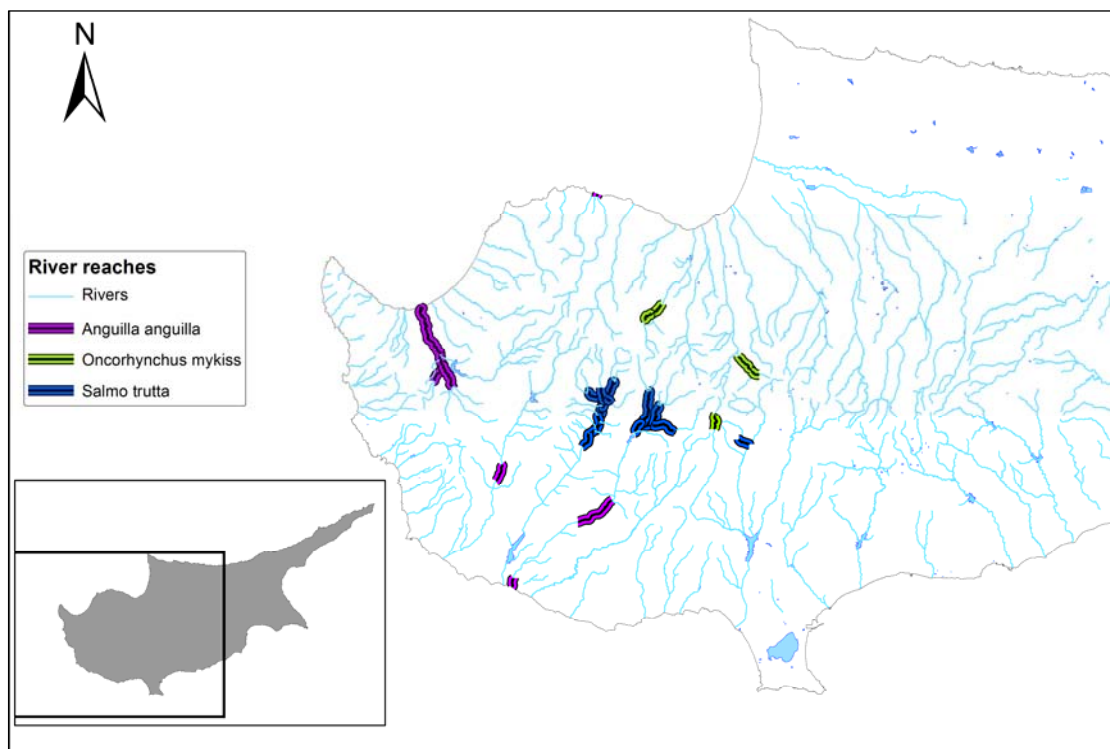 N
River reaches
Rivers
Anguilla anguilla
Oncorhynchus mykiss
Salmo trutta